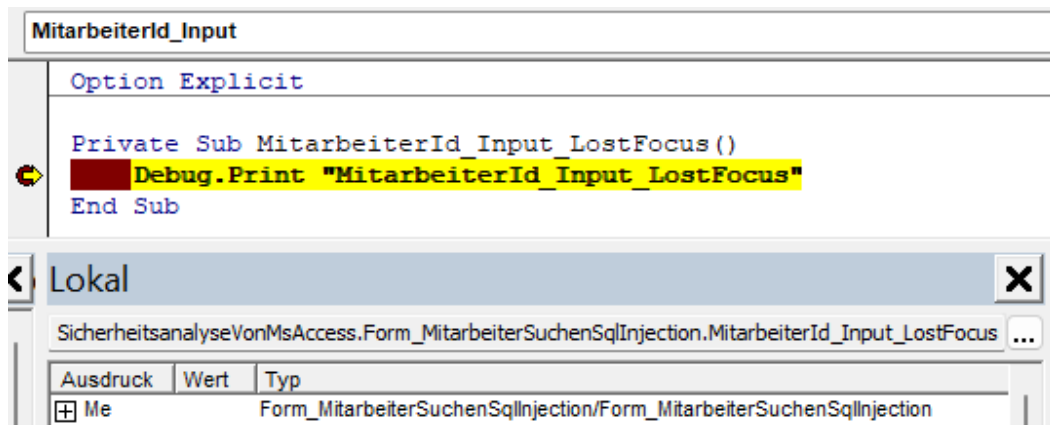 MitarbeiterId_Input
Option Explicit
Private Sub MitarbeiterId_Input_LostFocus()
Debug.Print "MitarbeiterId_Input_LostFocus"
End Sub
Lokal
SicherheitsanalyseVonMsAccess.Form_MitarbeiterSuchenSqlInjection.MitarbeiterId_Input_LostFocus ...
Ausdruck Wert Typ
Me Form_MitarbeiterSuchenSqlInjection/Form_MitarbeiterSuchenSqlInjection